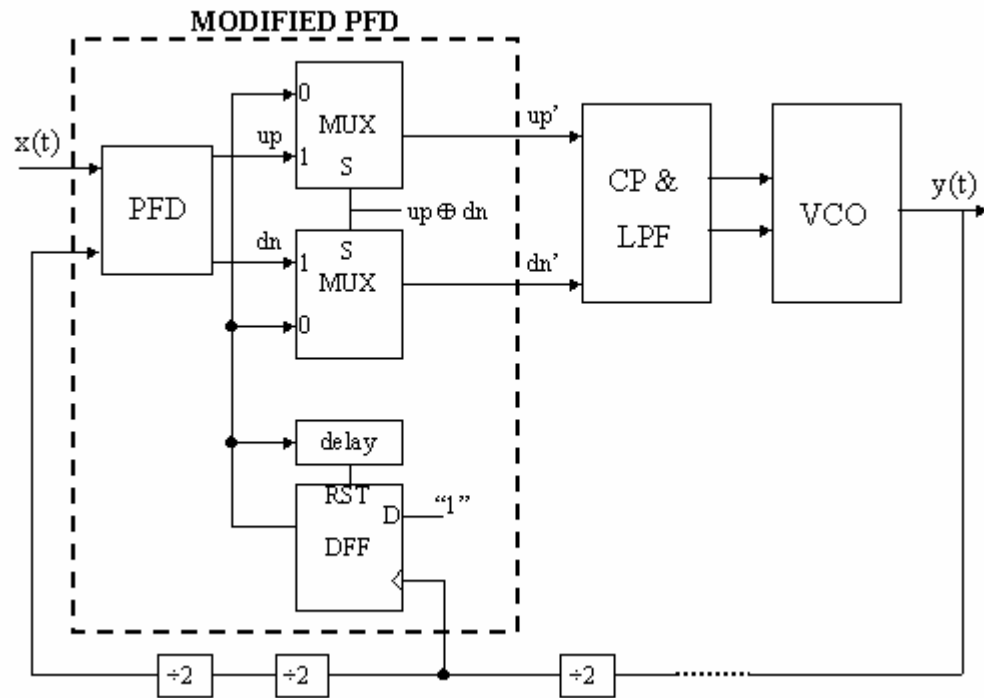 MODIFIED PFD
x(t)
PFD
up
dn
0
1
MUX
S
up ⊕ dn
S
1
MUX
0
up’
dn’
CP &
LPF
VCO
y(t)
delay
RST
D
“1”
DFF
÷2
÷2
÷2